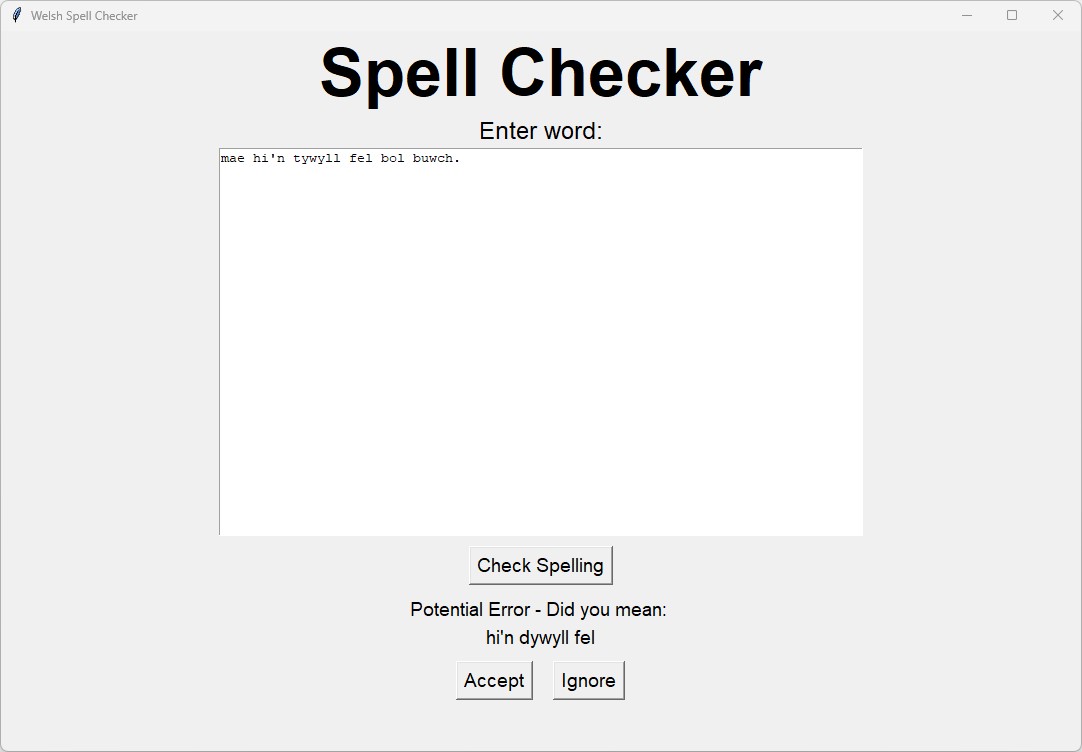 Welsh Spell Checker
Spell Checker
Enter word:
mae hi'n tywyll fel bol buwch.
Check Spelling
Potential Error - Did you mean:
hi'n dywyll fel
Accept Ignore